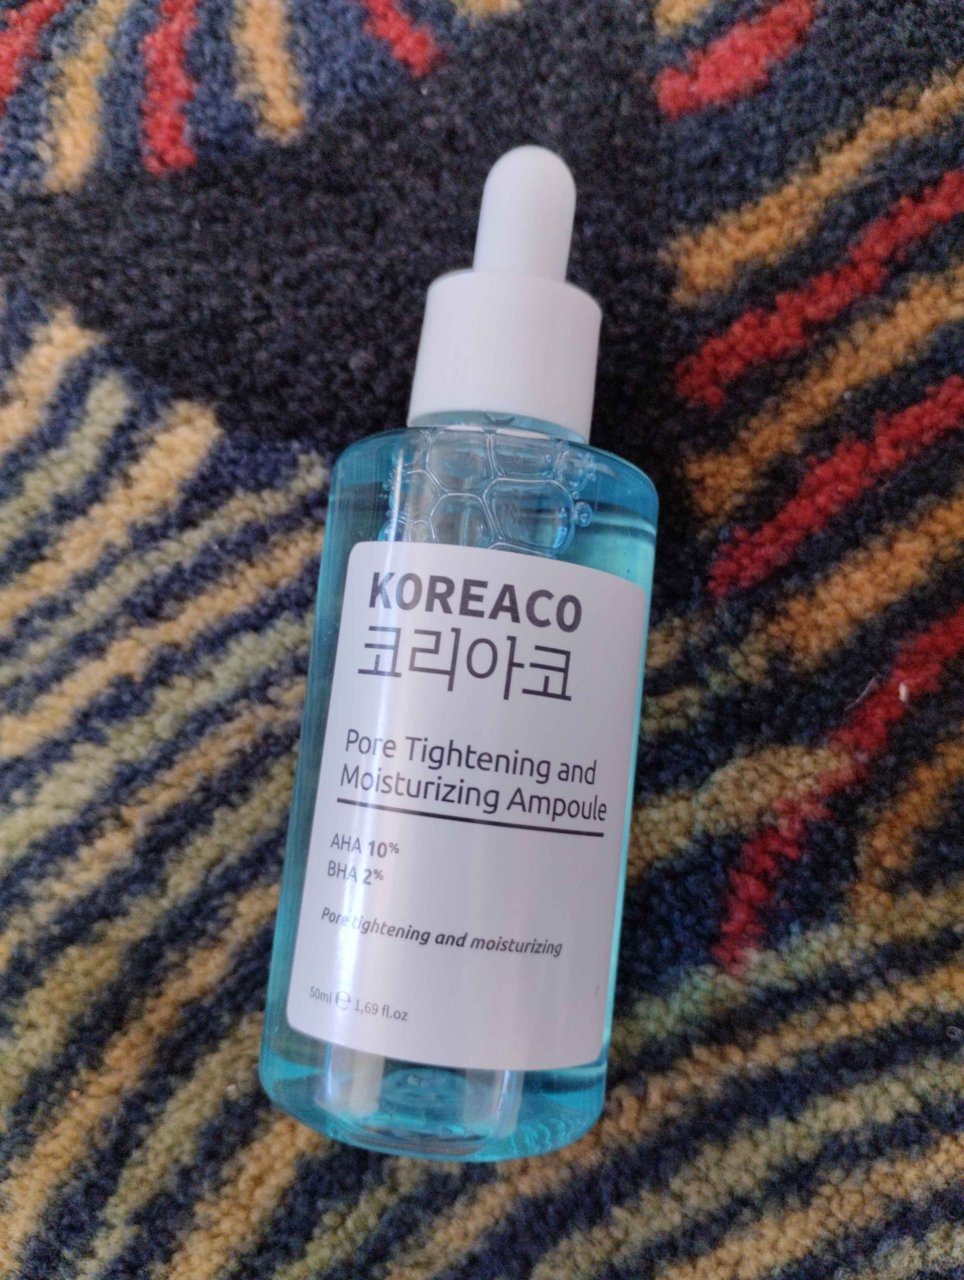 KOREACO
코리아코
Pore Tightening and
Moisturizing Ampoule
AHA 10%
BHA 2%
Pore tightening and moisturizing
50ml ℮ 1,69 fl.oz